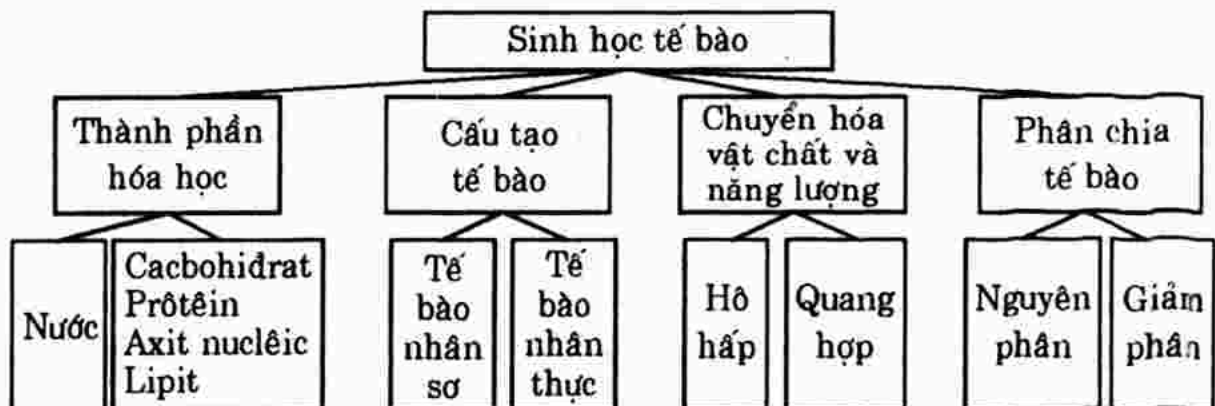 Sinh học tế bào
Thành phần
hóa học
Cấu tạo
tế bào
Chuyển hóa
vật chất và
năng lượng
Phân chia
tế bào
Nước
Cacbohiđrat
Prôtêin
Axit nuclêic
Lipit
Tế
bào
nhân
sơ
Tế
bào
nhân
thực
Hô
hấp
Quang
hợp
Nguyên
phân
Giảm
phân